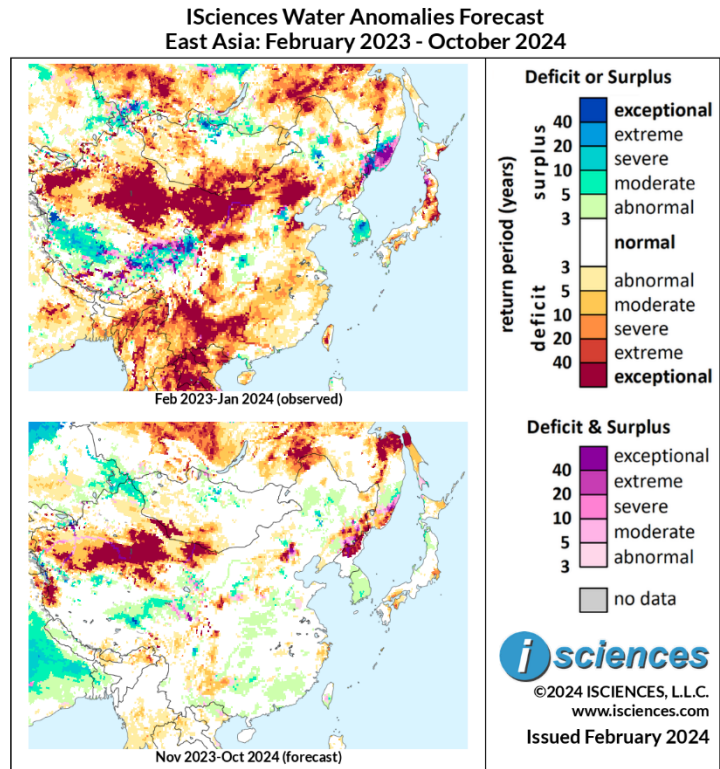 ISciences Water Anomalies Forecast
East Asia: February 2023 - October 2024
Feb 2023-Jan 2024 (observed)
Nov 2023-Oct 2024 (forecast)
Deficit or Surplus
return period (years)
surplus
deficit
40
20
10
5
3
3
5
10
20
40
exceptional
extreme
severe
moderate
abnormal
normal
abnormal
moderate
severe
extreme
exceptional
Deficit & Surplus
40
20
10
5
3
exceptional
extreme
severe
moderate
abnormal
no data
i sciences
©2024 ISCIENCES, L.L.C.
www.isciences.com
Issued February 2024